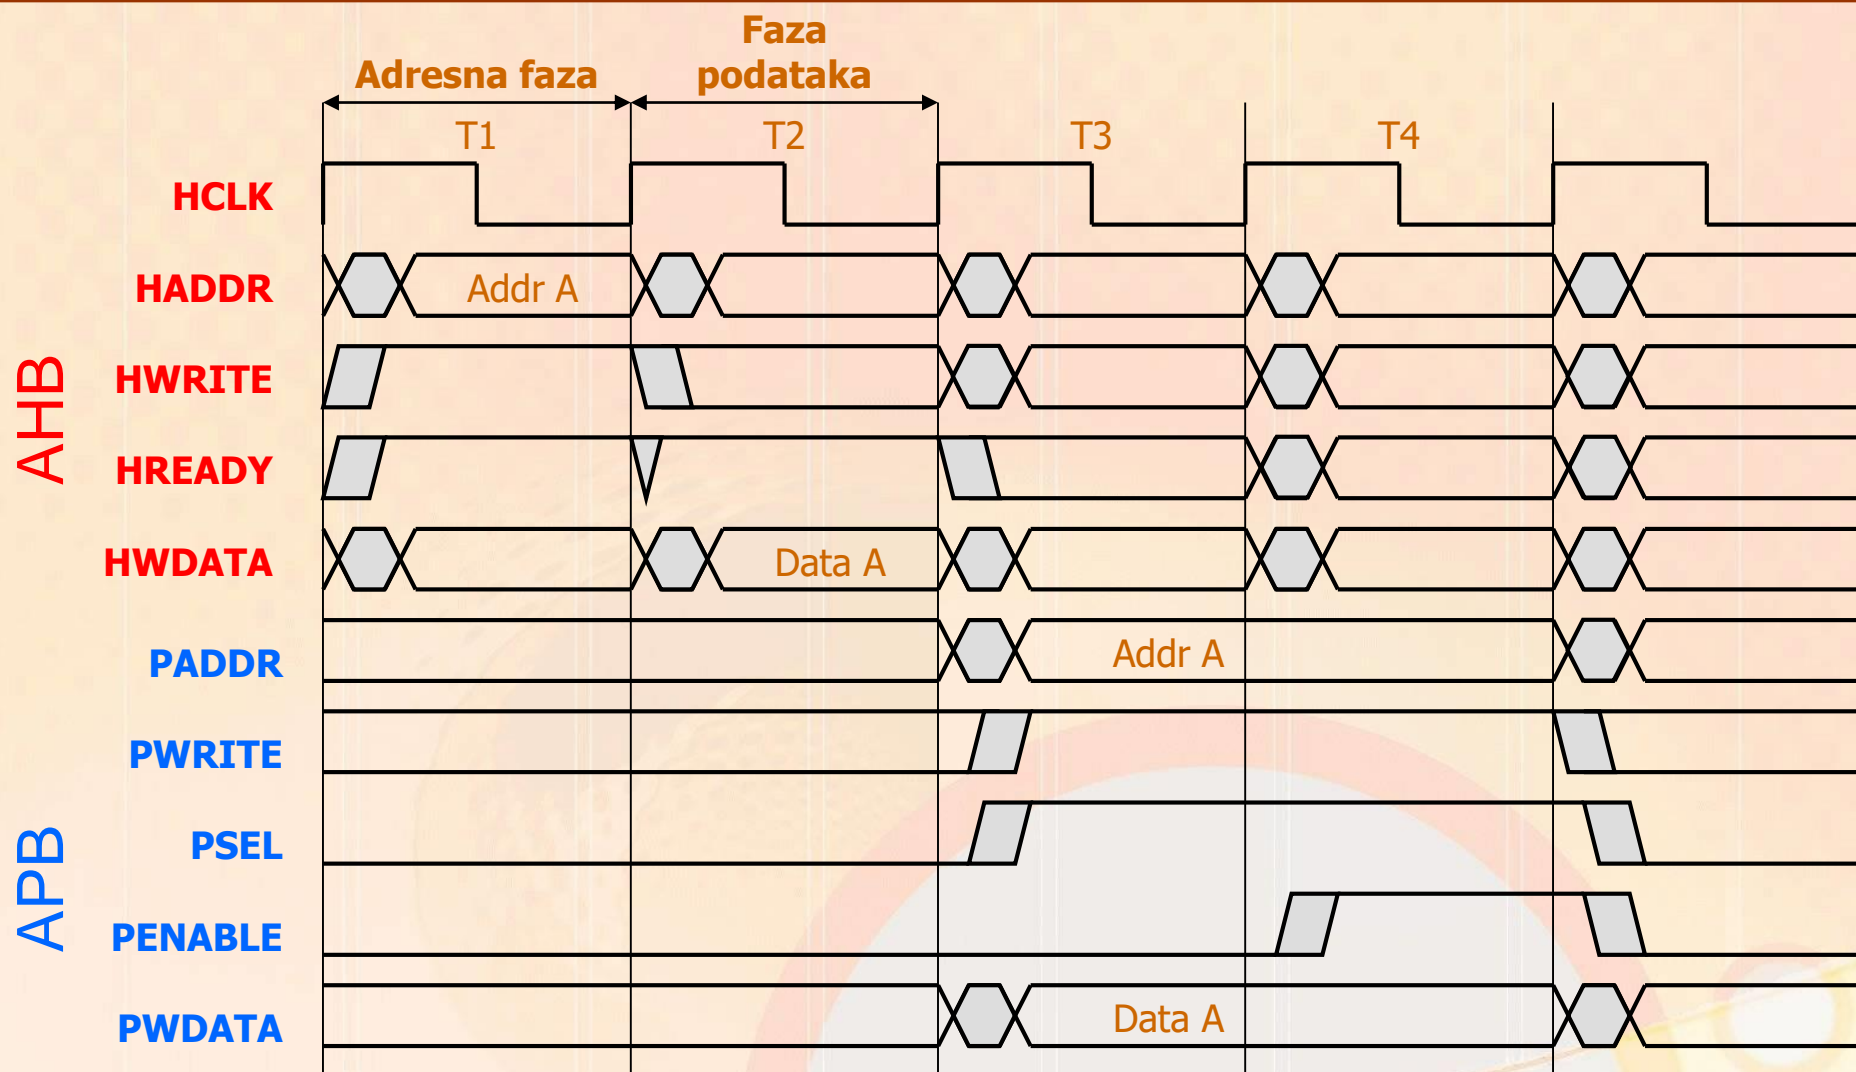 Faza
Adresna faza podataka
T1 T2 T3 T4
HCLK
HADDR Addr A
HWRITE
AHB
HREADY
HWDATA Data A
PADDR Addr A
PWRITE
PSEL
APB
PENABLE
PWDATA Data A